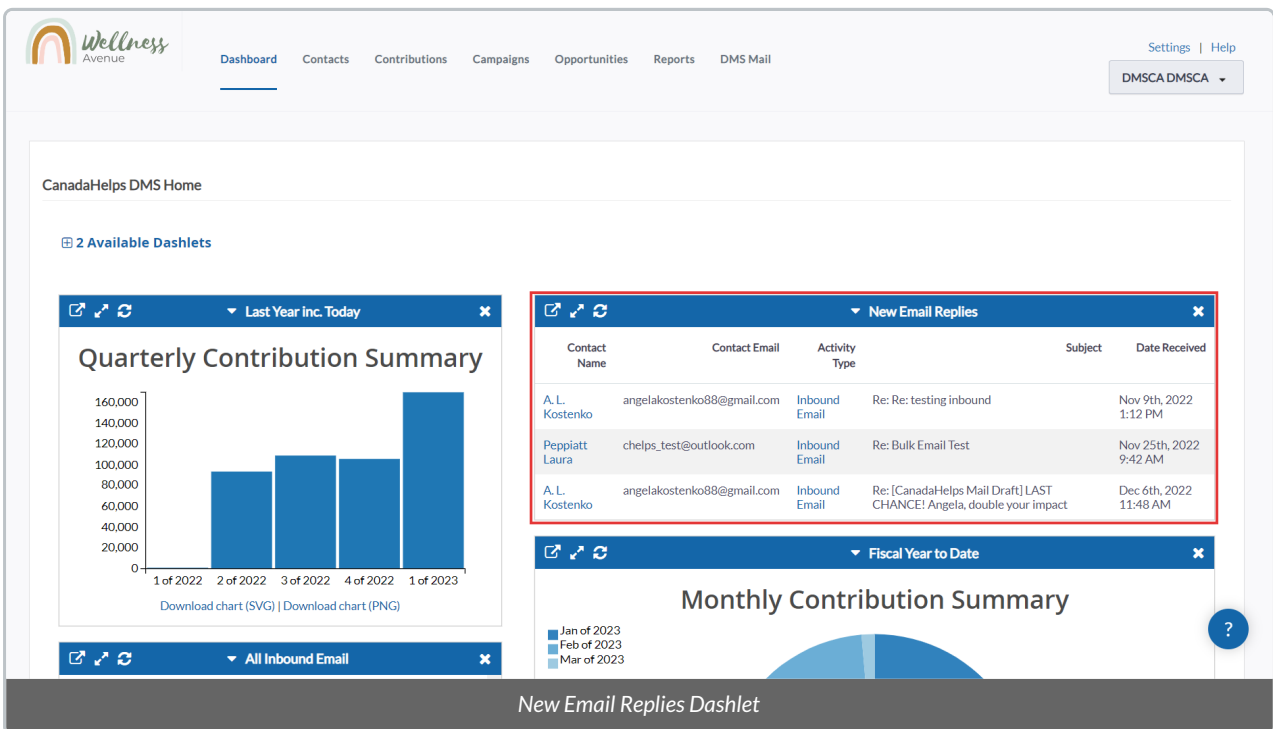 Wellness
Avenue
Dashboard Contacts Contributions Campaigns Opportunities Reports DMS Mail
Settings | Help
DMSCA DMSCA
CanadaHelps DMS Home
2 Available Dashlets
Last Year inc. Today
Quarterly Contribution Summary
160,000
140,000
120,000
100,000
80,000
60,000
40,000
20,000
0
1 of 2022 2 of 2022 3 of 2022 4 of 2022 1 of 2023
Download chart (SVG) | Download chart (PNG)
All Inbound Email
New Email Replies
Contact Name Contact Email Activity Type Subject Date Received
A. L. Kostenko angelakostenko88@gmail.com Inbound Email Re: Re: testing inbound Nov 9th, 2022 1:12 PM
Peppiatt Laura chelps_test@outlook.com Inbound Email Re: Bulk Email Test Nov 25th, 2022 9:42 AM
A. L. Kostenko angelakostenko88@gmail.com Inbound Email Re: [CanadaHelps Mail Draft] LAST CHANCE! Angela, double your impact Dec 6th, 2022 11:48 AM
Fiscal Year to Date
Monthly Contribution Summary
Jan of 2023
Feb of 2023
Mar of 2023
?
New Email Replies Dashlet